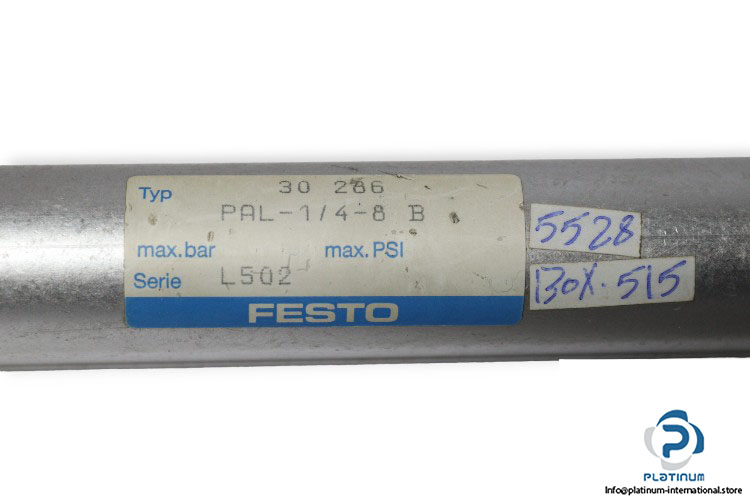 Typ 30 266
PAL-1/4-8 B
max.bar max.PSI
Serie L502
FESTO
5528
BOX.515
PLATINUM
Info@platinum-international.store